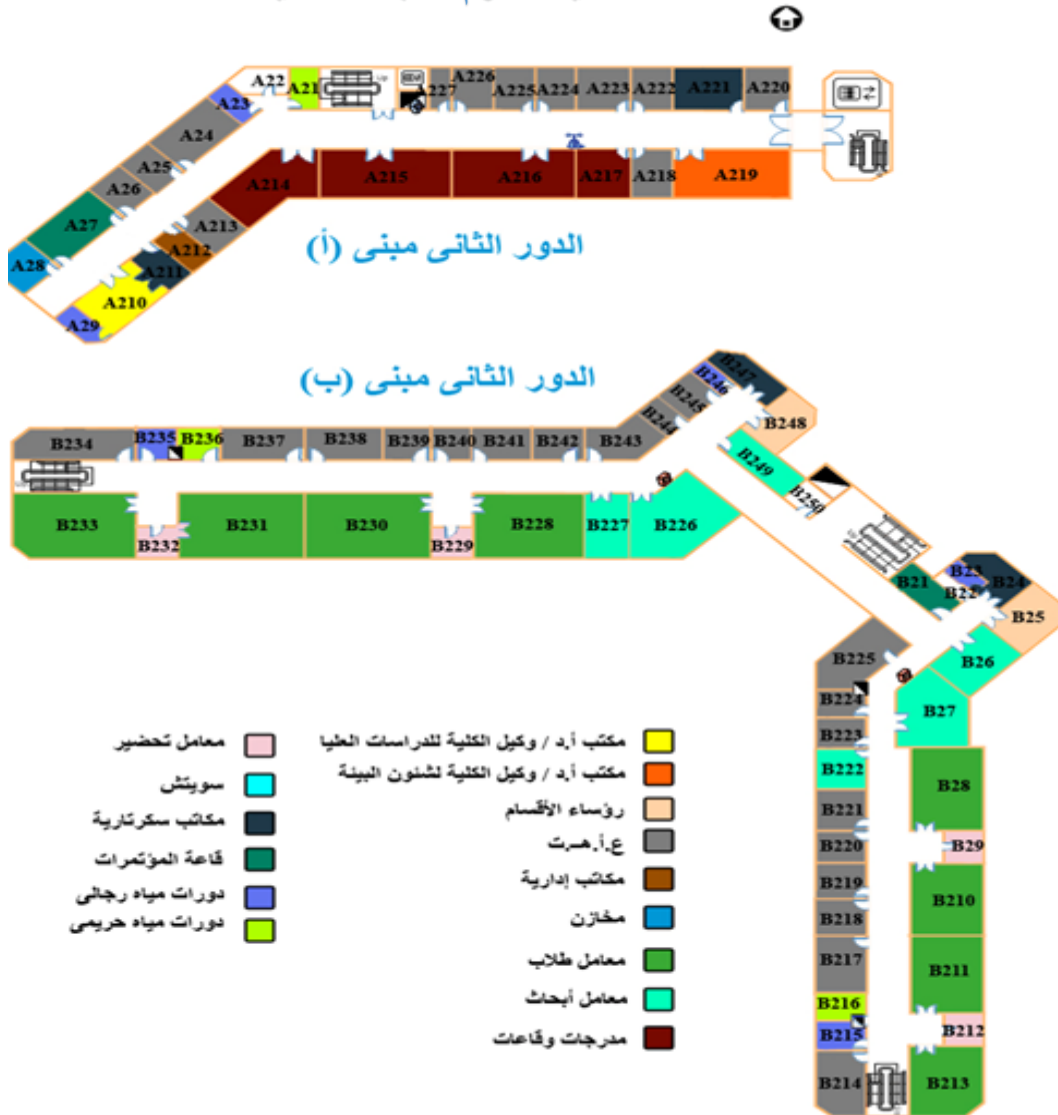 A22 A21 A227 A226 A225 A224 A223 A222 A221 A220
A23
A24
A25
A26
A27
A28
A214 A215 A216 A217 A218 A219
A213
A212
A211
A210
A29
الدور الثانى مبنى (أ)
الدور الثانى مبنى (ب)
B247
B246
B245
B244
B248
B234 B235 B236 B237 B238 B239 B240 B241 B242 B243
B249
B250
B233 B232 B231 B230 B229 B228 B227 B226
B21 B22 B23 B24
B25
B26
B225
B27
B224
B223
B222
B28
B221
B220
B29
B219
B210
B218
B217
B211
B216
B215
B212
B214
B213
مكتب أ.د / وكيل الكلية للدراسات العليا
مكتب أ.د / وكيل الكلية لشئون البيئة
رؤساء الأقسام
ع.أ.هـ.ت
مكاتب إدارية
مخازن
معامل طلاب
معامل أبحاث
مدرجات وقاعات
معامل تحضير
سويتش
مكاتب سكرتارية
قاعة المؤتمرات
دورات مياه رجالى
دورات مياه حريمى